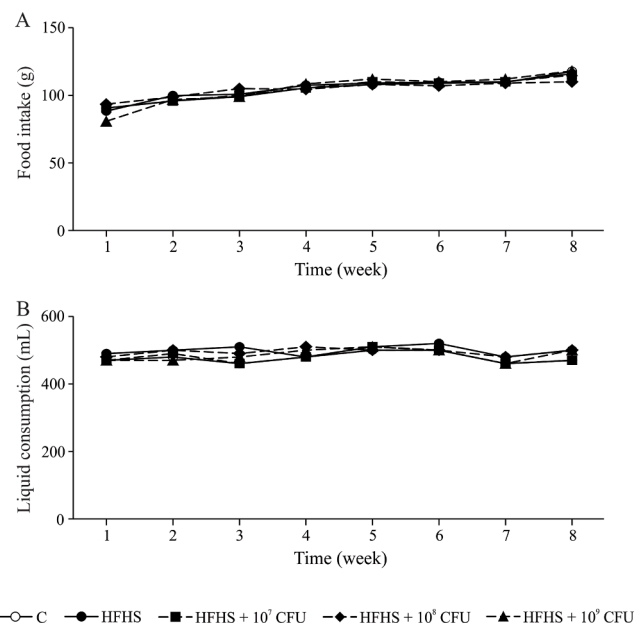 A
150
100
50
0
Food intake (g)
1 2 3 4 5 6 7 8
Time (week)
B
600
400
200
0
Liquid consumption (mL)
1 2 3 4 5 6 7 8
Time (week)
C HFHS HFHS + 10⁷ CFU HFHS + 10⁸ CFU HFHS + 10⁹ CFU